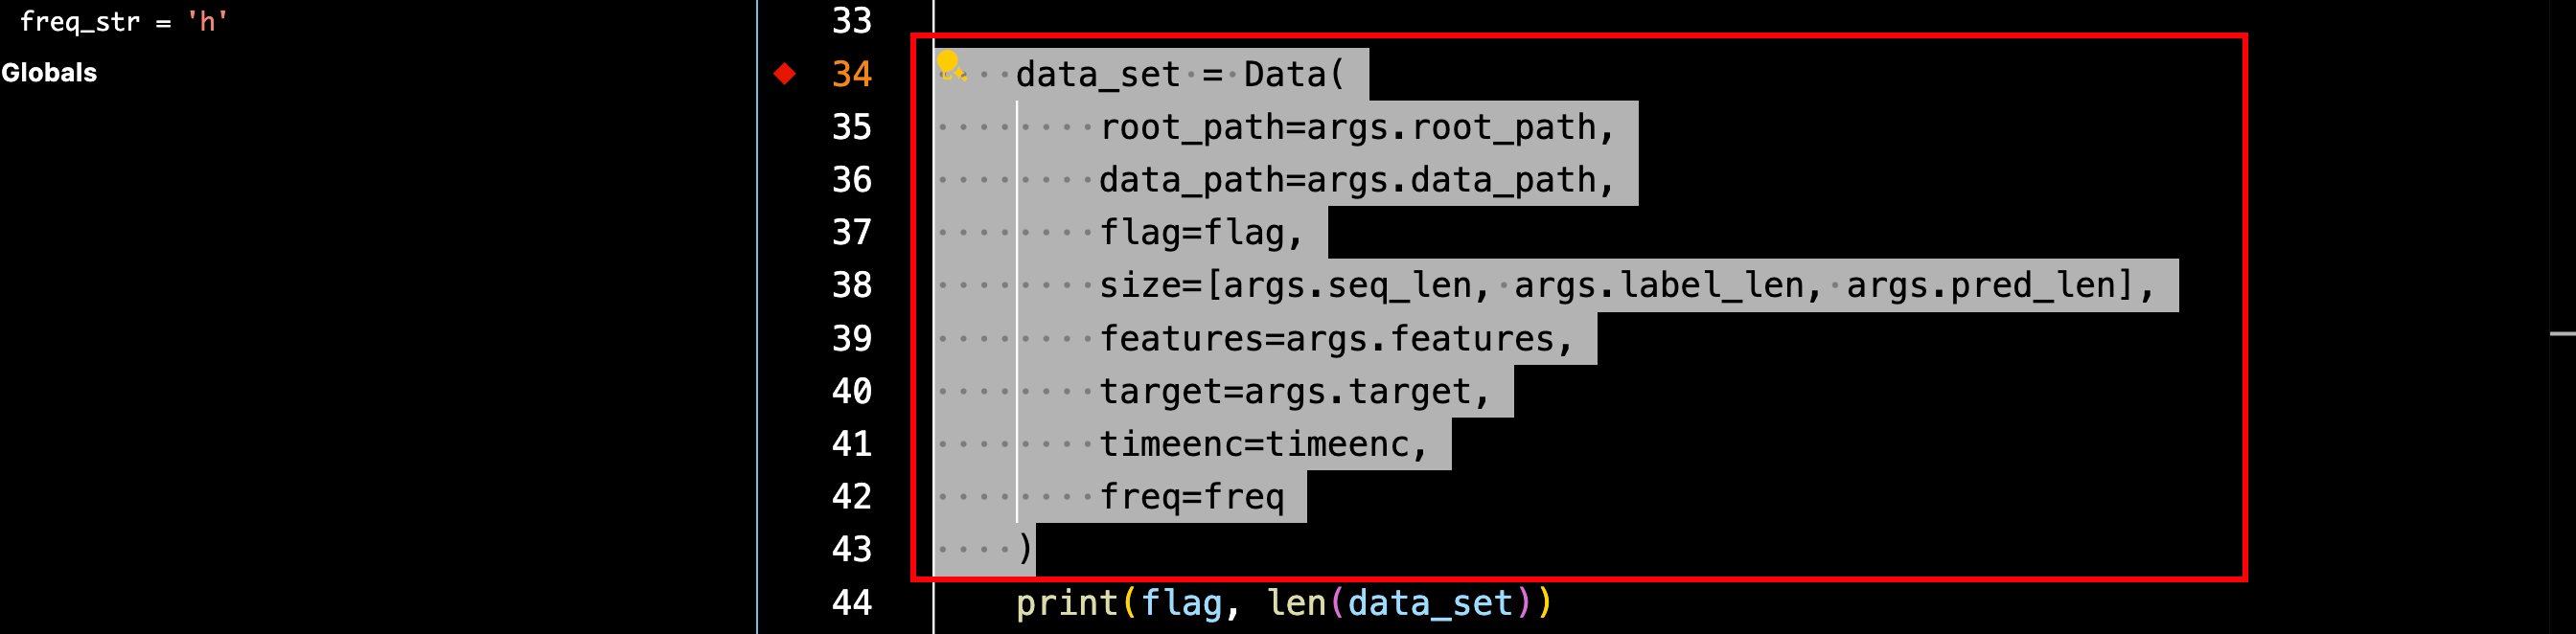 freq_str = 'h'
Globals
33
34 data_set = Data(
35 root_path=args.root_path,
36 data_path=args.data_path,
37 flag=flag,
38 size=[args.seq_len, args.label_len, args.pred_len],
39 features=args.features,
40 target=args.target,
41 timeenc=timeenc,
42 freq=freq
43 )
44 print(flag, len(data_set))